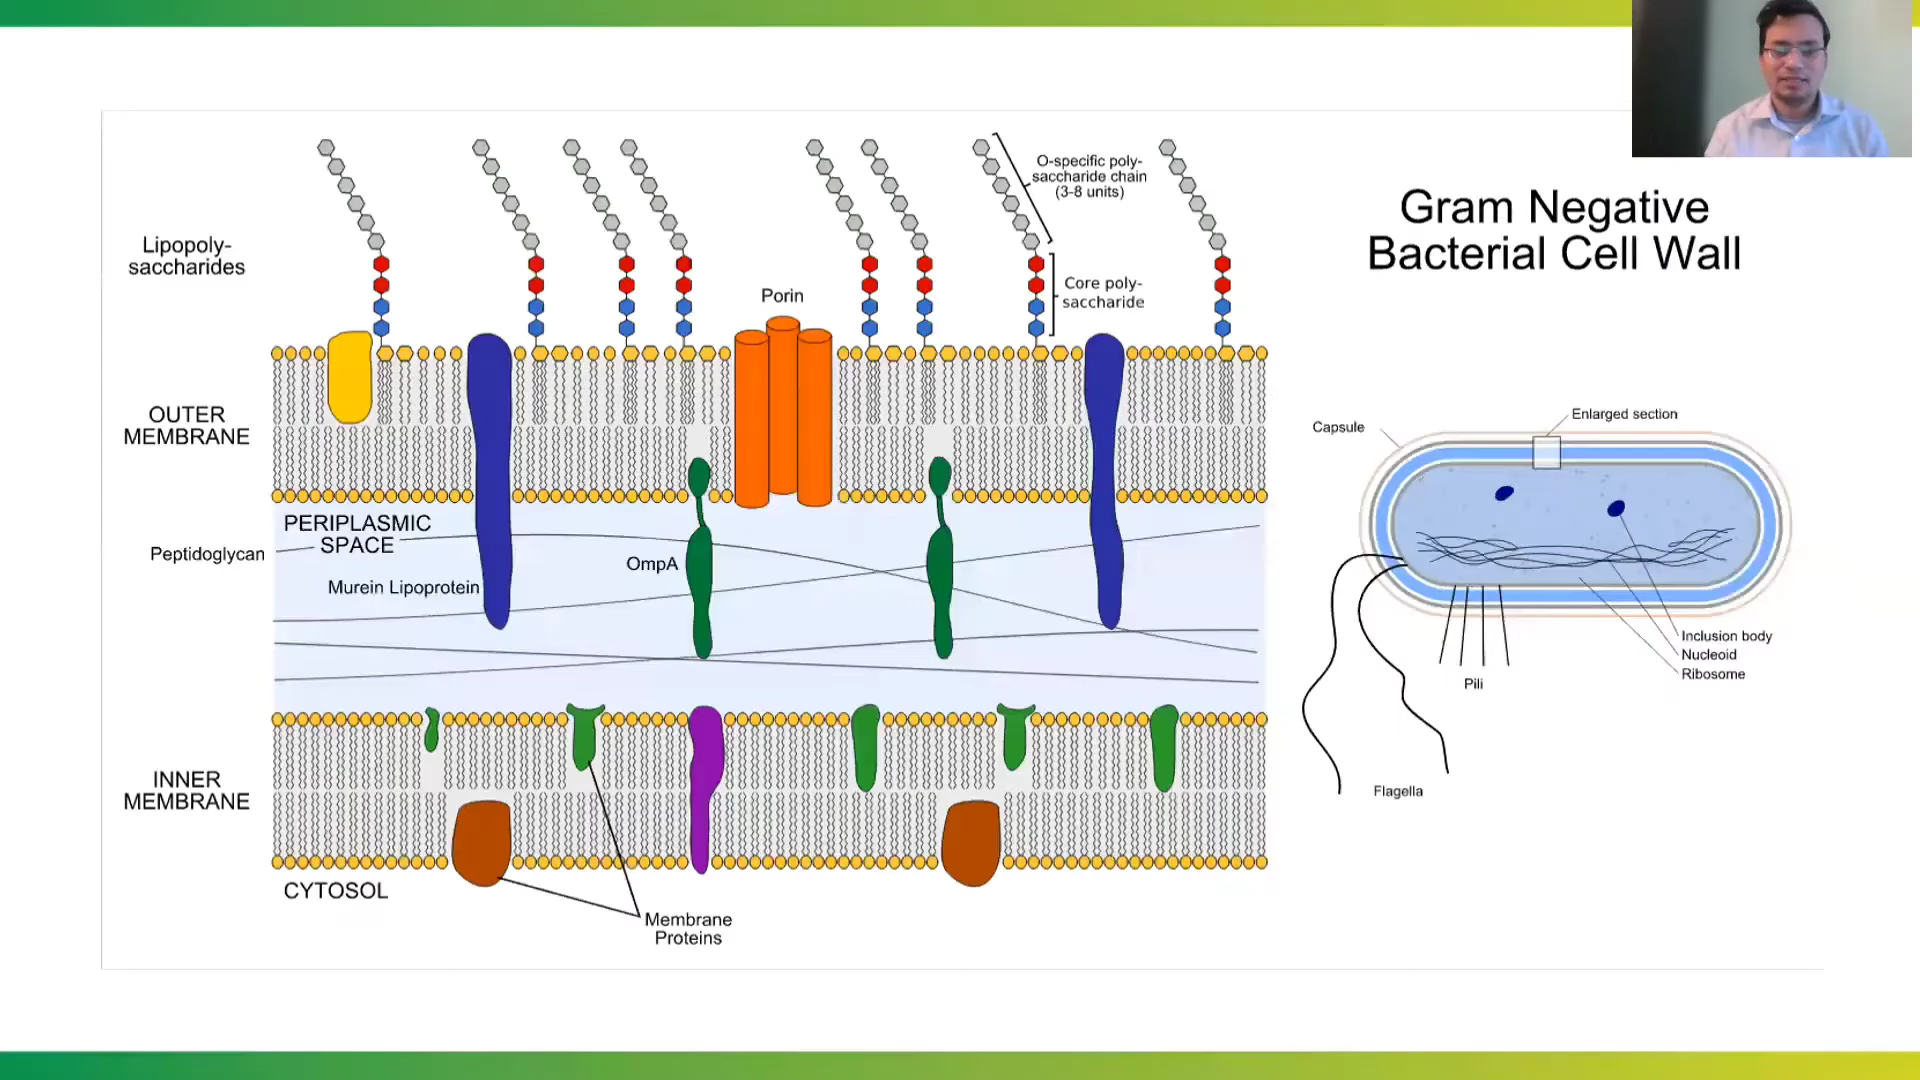 O-specific poly-
saccharide chain
(3-8 units)
Gram Negative
Bacterial Cell Wall
Lipopoly-
saccharides
Core poly-
saccharide
Porin
OUTER
MEMBRANE
Enlarged section
Capsule
PERIPLASMIC
SPACE
Peptidoglycan
OmpA
Murein Lipoprotein
Inclusion body
Nucleoid
Ribosome
Pili
INNER
MEMBRANE
Flagella
CYTOSOL
Membrane
Proteins